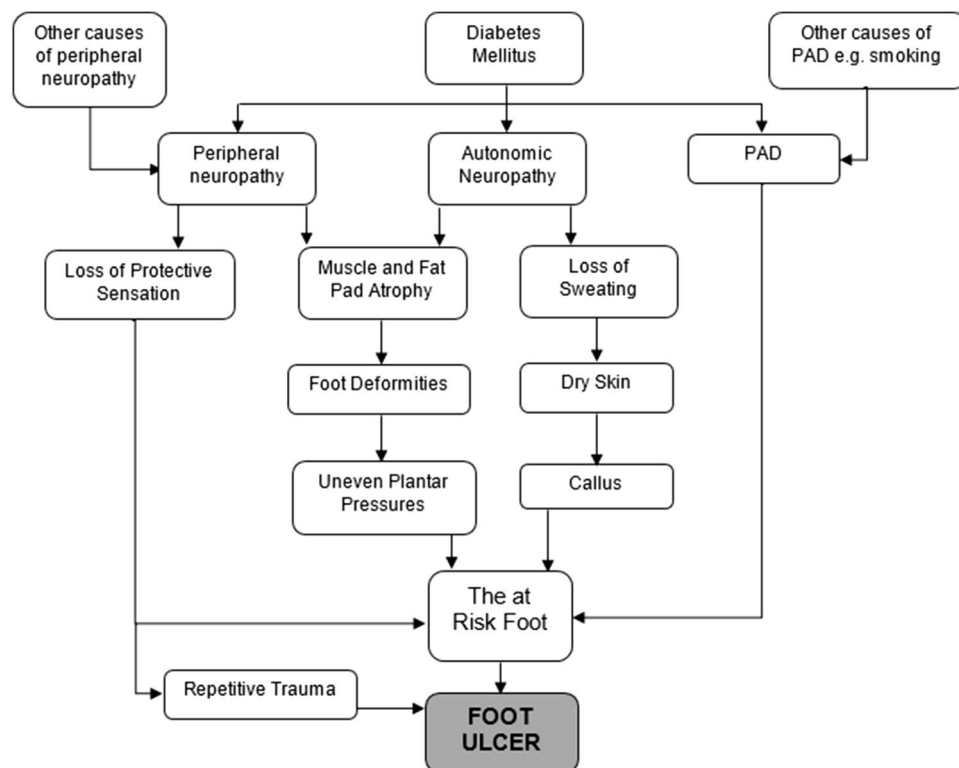 Other causes
of peripheral
neuropathy
Diabetes
Mellitus
Other causes of
PAD e.g. smoking
Peripheral
neuropathy
Autonomic
Neuropathy
PAD
Loss of Protective
Sensation
Muscle and Fat
Pad Atrophy
Loss of
Sweating
Foot Deformities
Dry Skin
Uneven Plantar
Pressures
Callus
The at
Risk Foot
Repetitive Trauma
FOOT
ULCER